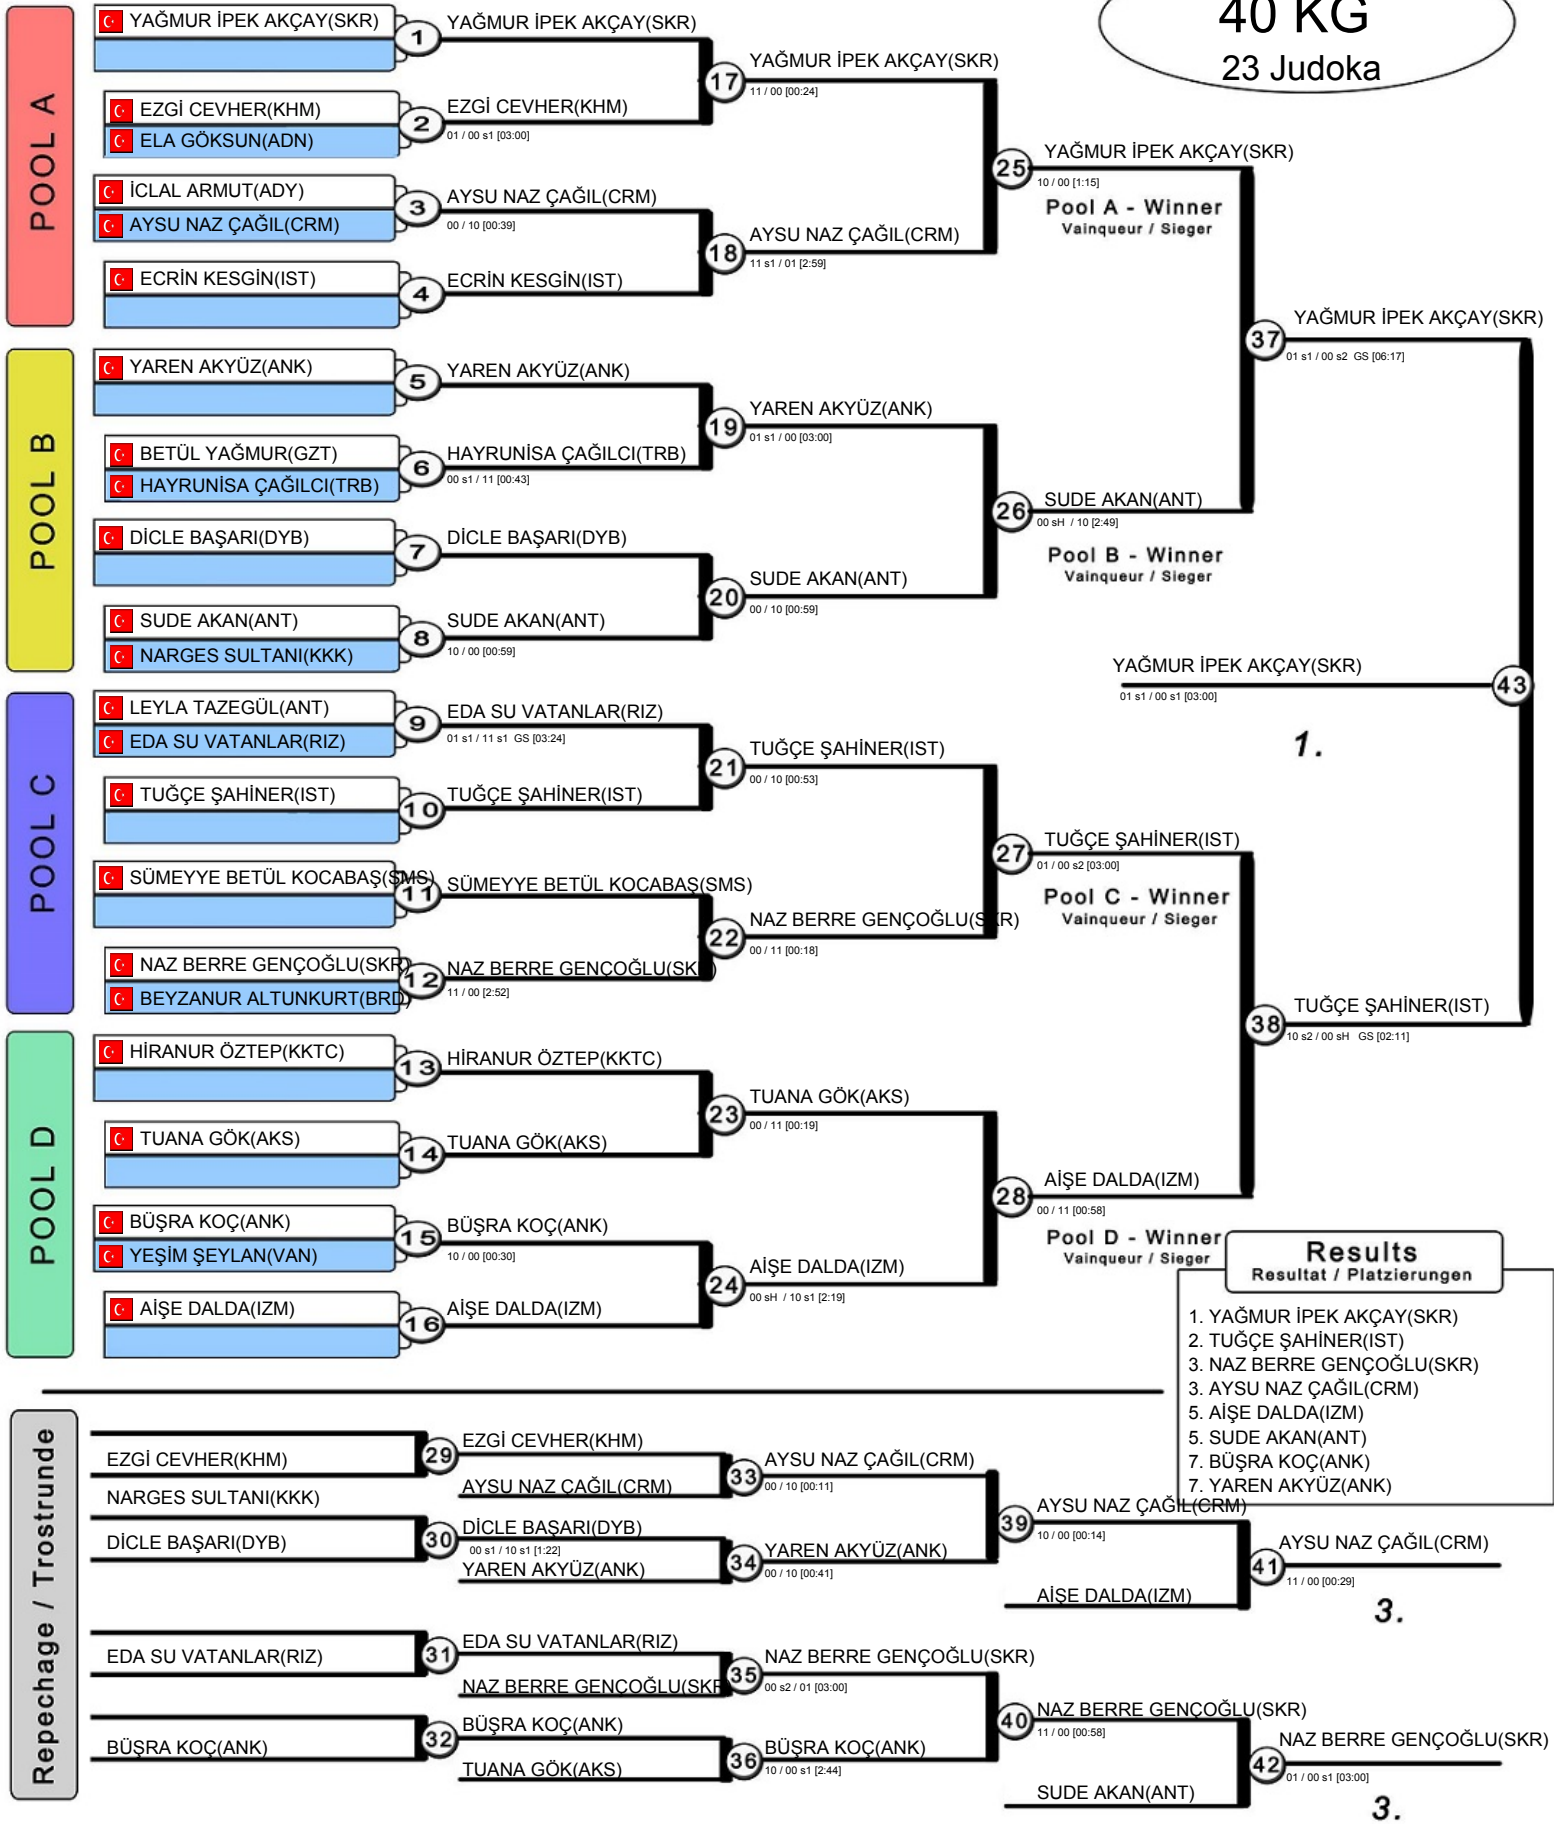 40 KG
23 Judoka
POOL A
YAĞMUR İPEK AKÇAY(SKR)
1
YAĞMUR İPEK AKÇAY(SKR)
EZGİ CEVHER(KHM)
ELA GÖKSUN(ADN)
2
EZGİ CEVHER(KHM)
01 / 00 s1 [03:00]
17
YAĞMUR İPEK AKÇAY(SKR)
11 / 00 [00:24]
İCLAL ARMUT(ADY)
AYSU NAZ ÇAĞIL(CRM)
3
AYSU NAZ ÇAĞIL(CRM)
00 / 10 [00:39]
ECRİN KESGİN(IST)
4
ECRİN KESGİN(IST)
18
AYSU NAZ ÇAĞIL(CRM)
11 s1 / 01 [2:59]
25
YAĞMUR İPEK AKÇAY(SKR)
10 / 00 [1:15]
Pool A - Winner
Vainqueur / Sieger
POOL B
YAREN AKYÜZ(ANK)
5
YAREN AKYÜZ(ANK)
BETÜL YAĞMUR(GZT)
HAYRUNİSA ÇAĞILCI(TRB)
6
HAYRUNİSA ÇAĞILCI(TRB)
00 s1 / 11 [00:43]
19
YAREN AKYÜZ(ANK)
01 s1 / 00 [03:00]
DİCLE BAŞARI(DYB)
7
DİCLE BAŞARI(DYB)
SUDE AKAN(ANT)
NARGES SULTANI(KKK)
8
SUDE AKAN(ANT)
10 / 00 [00:59]
20
SUDE AKAN(ANT)
00 / 10 [00:59]
26
SUDE AKAN(ANT)
00 sH / 10 [2:49]
Pool B - Winner
Vainqueur / Sieger
37
YAĞMUR İPEK AKÇAY(SKR)
01 s1 / 00 s2 GS [06:17]
YAĞMUR İPEK AKÇAY(SKR)
01 s1 / 00 s1 [03:00]
43
1.
POOL C
LEYLA TAZEGÜL(ANT)
EDA SU VATANLAR(RIZ)
9
EDA SU VATANLAR(RIZ)
01 s1 / 11 s1 GS [03:24]
TUĞÇE ŞAHİNER(IST)
10
TUĞÇE ŞAHİNER(IST)
21
TUĞÇE ŞAHİNER(IST)
00 / 10 [00:53]
SÜMEYYE BETÜL KOCABAŞ(SMS)
11
SÜMEYYE BETÜL KOCABAŞ(SMS)
NAZ BERRE GENÇOĞLU(SKR)
BEYZANUR ALTUNKURT(BRD)
12
NAZ BERRE GENÇOĞLU(SKR)
11 / 00 [2:52]
22
NAZ BERRE GENÇOĞLU(SKR)
00 / 11 [00:18]
27
TUĞÇE ŞAHİNER(IST)
01 / 00 s2 [03:00]
Pool C - Winner
Vainqueur / Sieger
POOL D
HİRANUR ÖZTEP(KKTC)
13
HİRANUR ÖZTEP(KKTC)
TUANA GÖK(AKS)
14
TUANA GÖK(AKS)
23
TUANA GÖK(AKS)
00 / 11 [00:19]
BÜŞRA KOÇ(ANK)
YEŞİM ŞEYLAN(VAN)
15
BÜŞRA KOÇ(ANK)
10 / 00 [00:30]
AİŞE DALDA(IZM)
16
AİŞE DALDA(IZM)
24
AİŞE DALDA(IZM)
00 sH / 10 s1 [2:19]
28
AİŞE DALDA(IZM)
00 / 11 [00:58]
Pool D - Winner
Vainqueur / Sieger
38
TUĞÇE ŞAHİNER(IST)
10 s2 / 00 sH GS [02:11]
Results
Resultat / Platzierungen
1. YAĞMUR İPEK AKÇAY(SKR)
2. TUĞÇE ŞAHİNER(IST)
3. NAZ BERRE GENÇOĞLU(SKR)
3. AYSU NAZ ÇAĞIL(CRM)
5. AİŞE DALDA(IZM)
5. SUDE AKAN(ANT)
7. BÜŞRA KOÇ(ANK)
7. YAREN AKYÜZ(ANK)
Repechage / Trostrunde
EZGİ CEVHER(KHM)
29
EZGİ CEVHER(KHM)
AYSU NAZ ÇAĞIL(CRM)
33
AYSU NAZ ÇAĞIL(CRM)
00 / 10 [00:11]
NARGES SULTANI(KKK)
DİCLE BAŞARI(DYB)
30
DİCLE BAŞARI(DYB)
00 s1 / 10 s1 [1:22]
YAREN AKYÜZ(ANK)
34
YAREN AKYÜZ(ANK)
00 / 10 [00:41]
39
AYSU NAZ ÇAĞIL(CRM)
10 / 00 [00:14]
AİŞE DALDA(IZM)
41
AYSU NAZ ÇAĞIL(CRM)
11 / 00 [00:29]
3.
EDA SU VATANLAR(RIZ)
31
EDA SU VATANLAR(RIZ)
NAZ BERRE GENÇOĞLU(SKR
35
NAZ BERRE GENÇOĞLU(SKR)
00 s2 / 01 [03:00]
BÜŞRA KOÇ(ANK)
32
BÜŞRA KOÇ(ANK)
TUANA GÖK(AKS)
36
BÜŞRA KOÇ(ANK)
10 / 00 s1 [2:44]
40
NAZ BERRE GENÇOĞLU(SKR)
11 / 00 [00:58]
SUDE AKAN(ANT)
42
NAZ BERRE GENÇOĞLU(SKR)
01 / 00 s1 [03:00]
3.